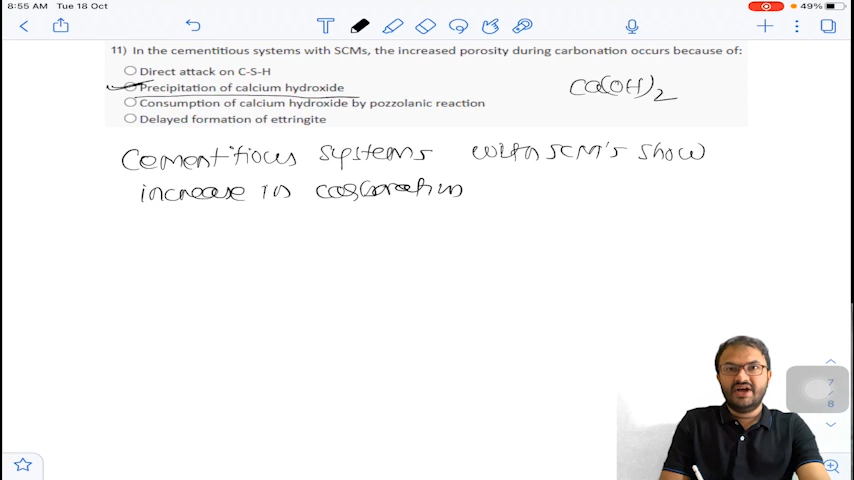 8:55 AM Tue 18 Oct
49%
11) In the cementitious systems with SCMs, the increased porosity during carbonation occurs because of:
Direct attack on C-S-H
Precipitation of calcium hydroxide
Ca(OH)2
Consumption of calcium hydroxide by pozzolanic reaction
Delayed formation of ettringite
Cementitious systems with SCM's show
increase in carbonation
7
/
8